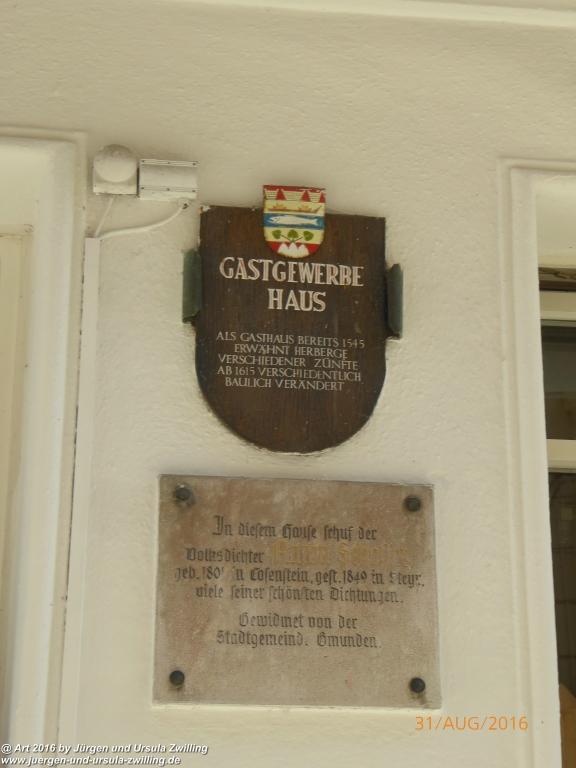 GASTGEWERBE
HAUS
ALS GASTHAUS BEREITS 1545
ERWÄHNT HERBERGE
VERSCHIEDENER ZÜNFTE
AB 1615 VERSCHIEDENTLICH
BAULICH VERÄNDERT
In diesem Hause schuf der
Volksdichter
geb. in Losenstein, gest. 1849 in Steyr,
viele seiner schönsten Dichtungen.
Gewidmet von der
Stadtgemeind. Gmunden.
31/AUG/2016
© Art 2016 by Jürgen und Ursula Zwilling
www.juergen-und-ursula-zwilling.de